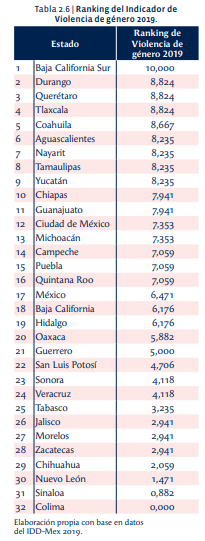 Tabla 2.6 | Ranking del Indicador de
Violencia de género 2019.
Estado Ranking de
Violencia de
género 2019
1 Baja California Sur 10,000
2 Durango 8,824
3 Querétaro 8,824
4 Tlaxcala 8,824
5 Coahuila 8,667
6 Aguascalientes 8,235
7 Nayarit 8,235
8 Tamaulipas 8,235
9 Yucatán 8,235
10 Chiapas 7,941
11 Guanajuato 7,941
12 Ciudad de México 7,353
13 Michoacán 7,353
14 Campeche 7,059
15 Puebla 7,059
16 Quintana Roo 7,059
17 México 6,471
18 Baja California 6,176
19 Hidalgo 6,176
20 Oaxaca 5,882
21 Guerrero 5,000
22 San Luis Potosí 4,706
23 Sonora 4,118
24 Veracruz 4,118
25 Tabasco 3,235
26 Jalisco 2,941
27 Morelos 2,941
28 Zacatecas 2,941
29 Chihuahua 2,059
30 Nuevo León 1,471
31 Sinaloa 0,882
32 Colima 0,000
Elaboración propia con base en datos
del IDD-Mex 2019.